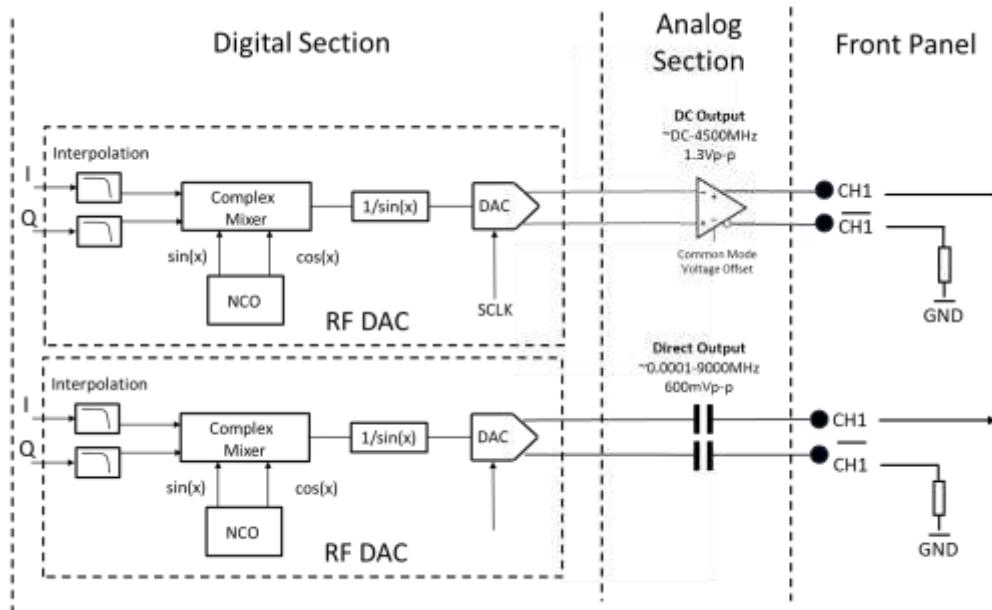 Digital Section
Analog
Section
Front Panel
DC Output
~DC-4500MHz
1.3Vp-p
Interpolation
I
Q
Complex
Mixer
1/sin(x)
DAC
CH1
CH1
sin(x)
cos(x)
Common Mode
Voltage Offset
NCO
SCLK
RF DAC
GND
Direct Output
~0.0001-9000MHz
600mVp-p
Interpolation
I
Q
Complex
Mixer
1/sin(x)
DAC
CH1
CH1
sin(x)
cos(x)
NCO
RF DAC
GND